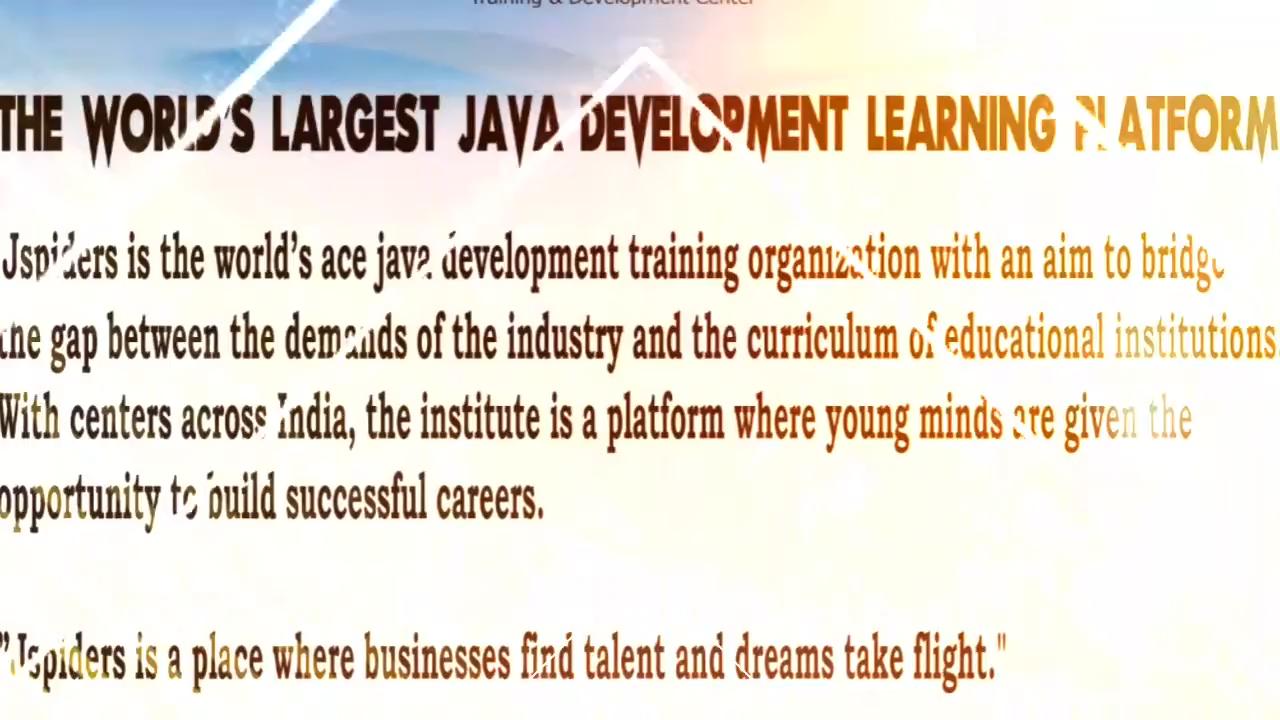 Training & Development Center
THE WORLD'S LARGEST JAVA DEVELOPMENT LEARNING PLATFORM
Jspiders is the world's ace java development training organization with an aim to bridge
the gap between the demands of the industry and the curriculum of educational institutions.
With centers across India, the institute is a platform where young minds are given the
opportunity to build successful careers.
"Jspiders is a place where businesses find talent and dreams take flight."